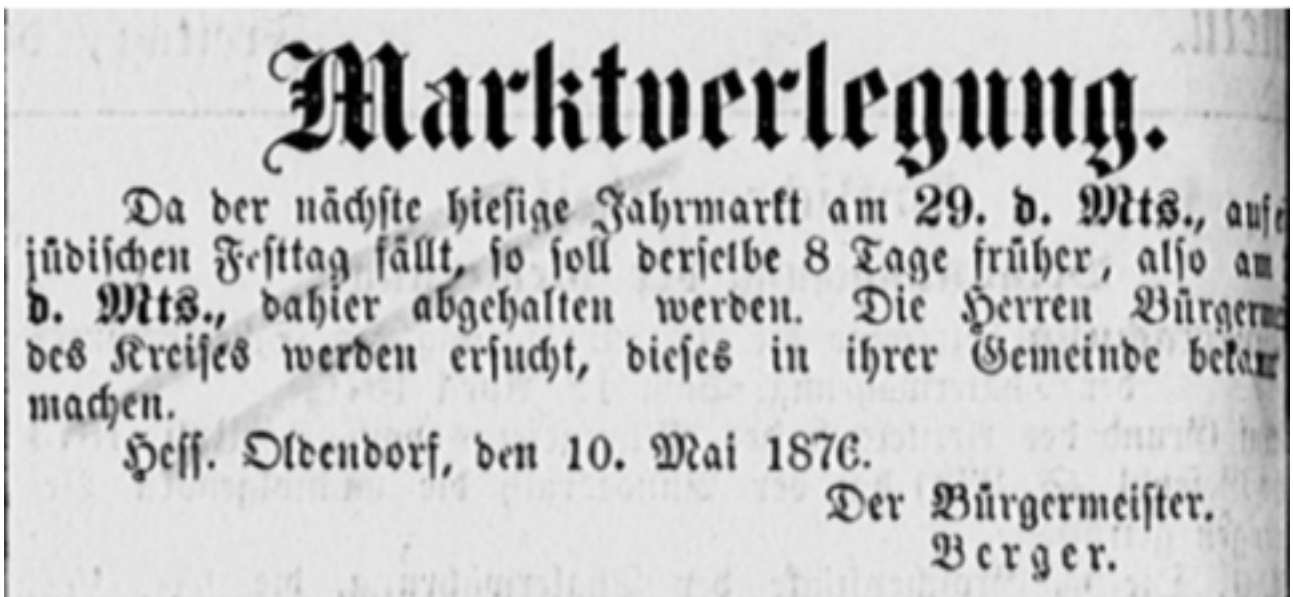 Marktverlegung.
Da der nächste hiesige Jahrmarkt am 29. d. Mts., auf
jüdischen Festtag fällt, so soll derselbe 8 Tage früher, also am
d. Mts., dahier abgehalten werden. Die Herren
des Kreises werden ersucht, dieses in ihrer Gemeinde
machen.
Hess. Oldendorf, den 10. Mai 1876.
Der Bürgermeister.
Berger.